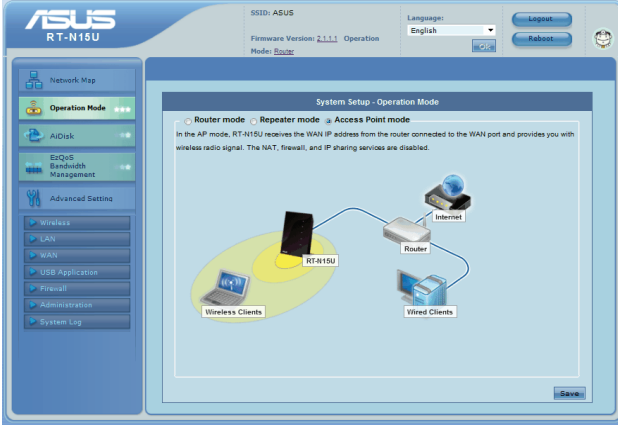 ASUS
RT-N15U
SSID: ASUS
Firmware Version: 2.1.1.1 Operation
Mode: Router
Language:
English
OK
Logout
Reboot
Network Map
Operation Mode
AiDisk
EzQoS
Bandwidth
Management
Advanced Setting
Wireless
LAN
WAN
USB Application
Firewall
Administration
System Log
System Setup - Operation Mode
Router mode Repeater mode Access Point mode
In the AP mode, RT-N15U receives the WAN IP address from the router connected to the WAN port and provides you with
wireless radio signal. The NAT, firewall, and IP sharing services are disabled.
Internet
Router
RT-N15U
Wireless Clients
Wired Clients
Save